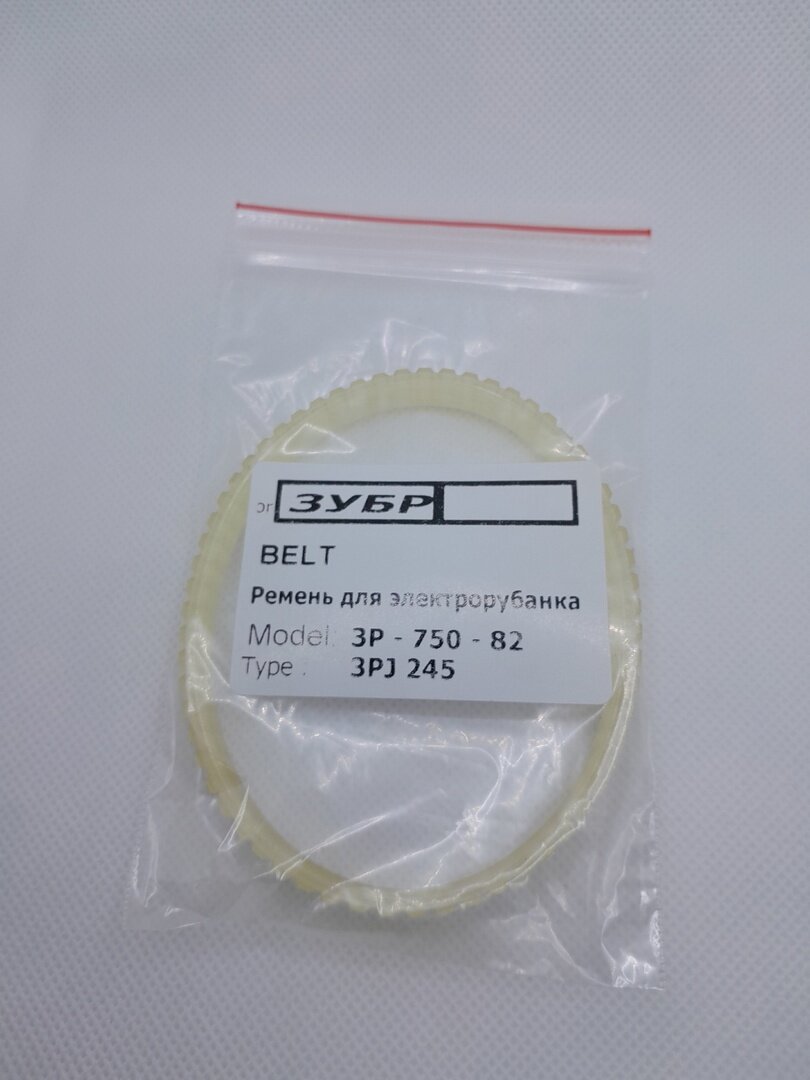 ЗУБР
BELT
Ремень для электрорубанка
Model: ЗР - 750 - 82
Type : 3PJ 245